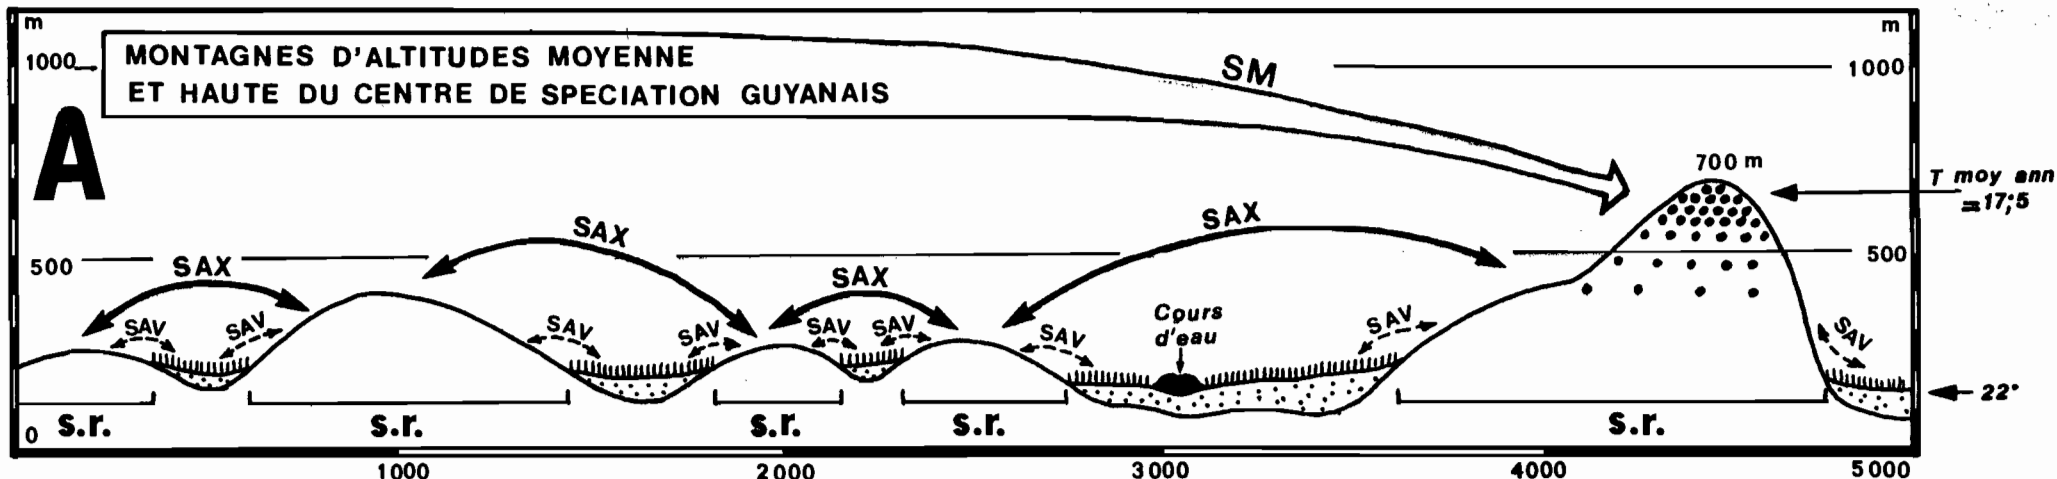 m
m
1000
MONTAGNES D'ALTITUDES MOYENNE
ET HAUTE DU CENTRE DE SPECIATION GUYANAIS
SM
1000
A
700 m
T moy ann
=17;5
SAX
SAX
500
SAX
SAX
500
SAV
SAV
SAV
SAV
SAV
SAV
SAV
Cours
d'eau
SAV
SAV
22°
s.r.
s.r.
s.r.
s.r.
s.r.
0
1000
2000
3000
4000
5000